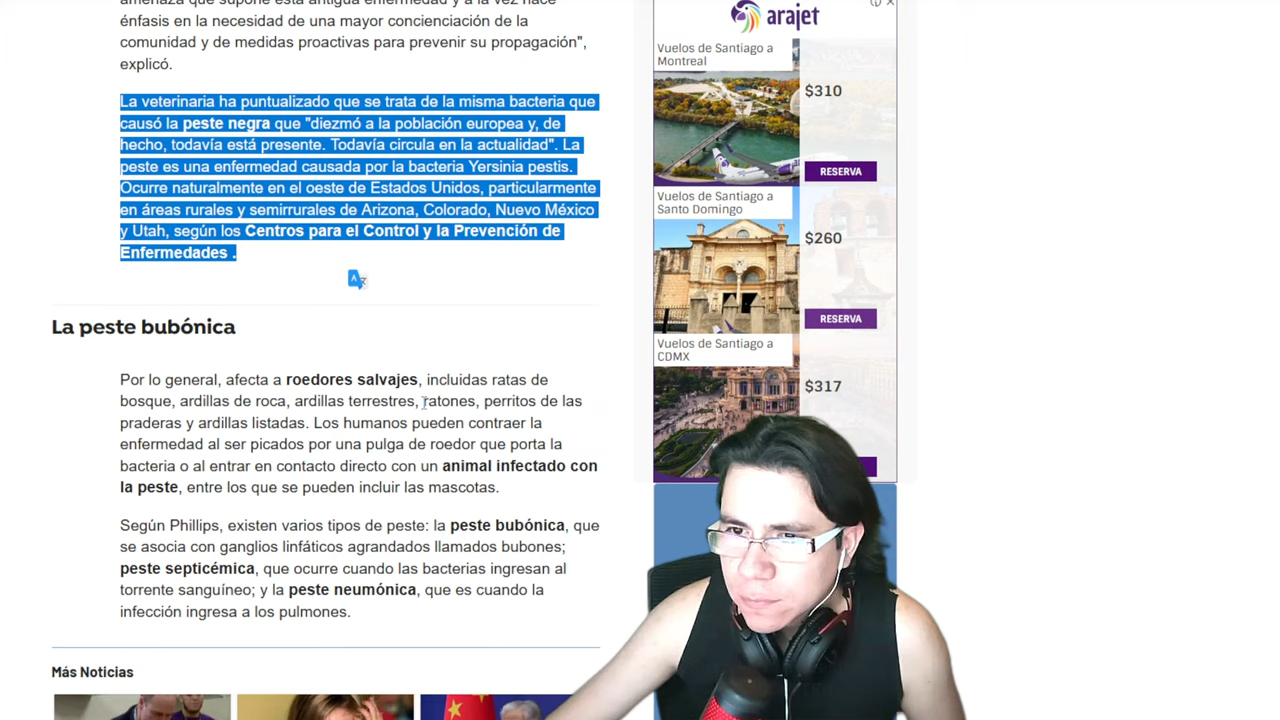 amenaza que supone esta antigua enfermedad y a la vez hace
énfasis en la necesidad de una mayor concienciación de la
comunidad y de medidas proactivas para prevenir su propagación",
explicó.
La veterinaria ha puntualizado que se trata de la misma bacteria que
causó la peste negra que "diezmó a la población europea y, de
hecho, todavía está presente. Todavía circula en la actualidad". La
peste es una enfermedad causada por la bacteria Yersinia pestis.
Ocurre naturalmente en el oeste de Estados Unidos, particularmente
en áreas rurales y semirrurales de Arizona, Colorado, Nuevo México
y Utah, según los Centros para el Control y la Prevención de
Enfermedades .
La peste bubónica
Por lo general, afecta a roedores salvajes, incluidas ratas de
bosque, ardillas de roca, ardillas terrestres, ratones, perritos de las
praderas y ardillas listadas. Los humanos pueden contraer la
enfermedad al ser picados por una pulga de roedor que porta la
bacteria o al entrar en contacto directo con un animal infectado con
la peste, entre los que se pueden incluir las mascotas.
Según Phillips, existen varios tipos de peste: la peste bubónica, que
se asocia con ganglios linfáticos agrandados llamados bubones;
peste septicémica, que ocurre cuando las bacterias ingresan al
torrente sanguíneo; y la peste neumónica, que es cuando la
infección ingresa a los pulmones.
Más Noticias
arajet
Vuelos de Santiago a
Montreal
$310
RESERVA
Vuelos de Santiago a
Santo Domingo
$260
RESERVA
Vuelos de Santiago a
CDMX
$317